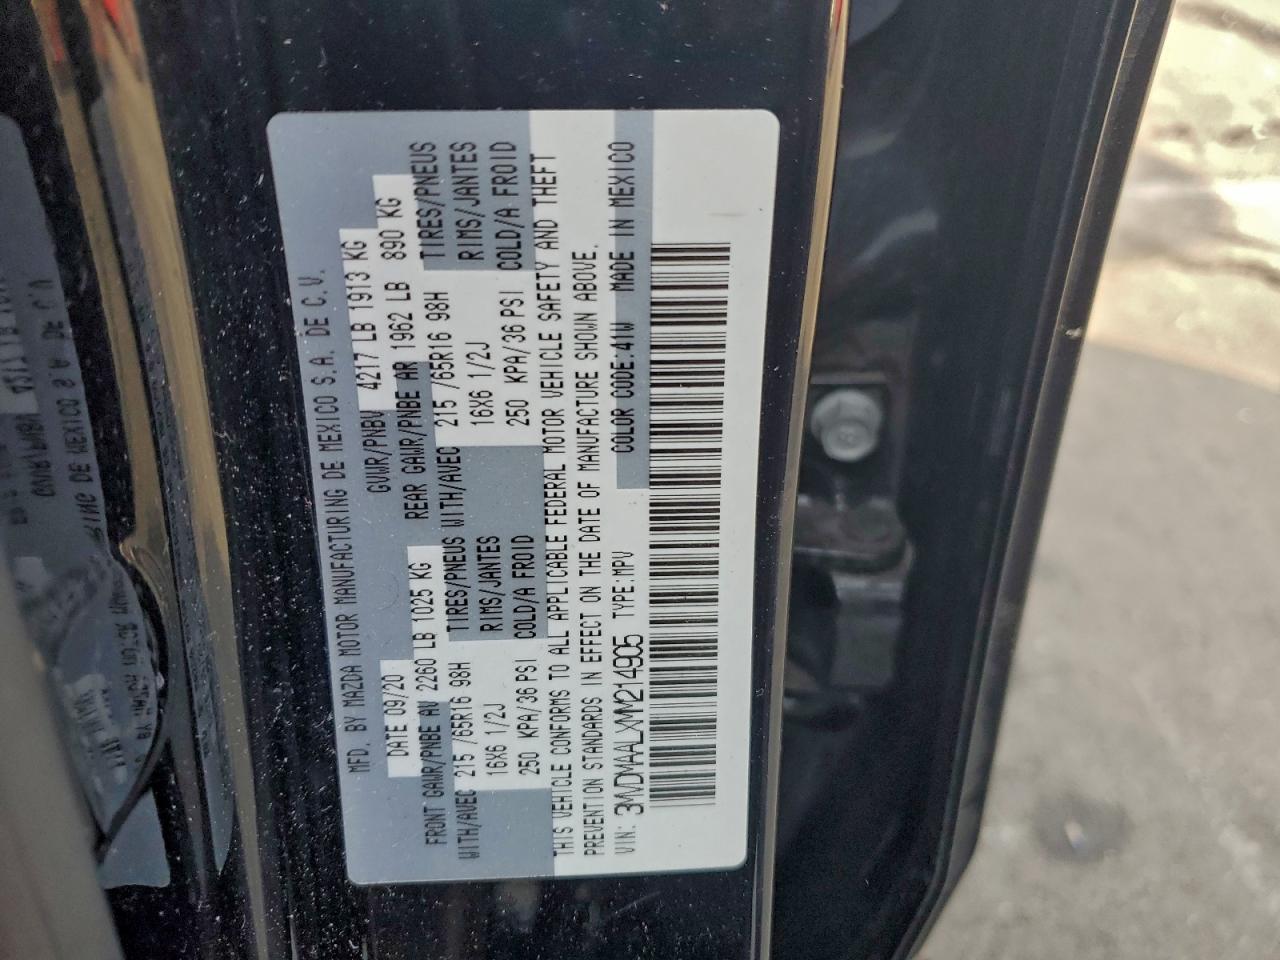 MFD. BY MAZDA MOTOR MANUFACTURING DE MEXICO S.A. DE C.V.
DATE 09/20 GVWR/PNBV 4217 LB 1913 KG
FRONT GAWR/PNBE AV 2260 LB 1025 KG REAR GAWR/PNBE AR 1962 LB 890 KG
WITH/AVEC 215 /65R16 98H TIRES/PNEUS WITH/AVEC 215 /65R16 98H TIRES/PNEUS
16X6 1/2J RIMS/JANTES 16X6 1/2J RIMS/JANTES
250 KPA/36 PSI COLD/A FROID 250 KPA/36 PSI COLD/A FROID
THIS VEHICLE CONFORMS TO ALL APPLICABLE FEDERAL MOTOR VEHICLE SAFETY AND THEFT
PREVENTION STANDARDS IN EFFECT ON THE DATE OF MANUFACTURE SHOWN ABOVE.
VIN: 3MVDMAALXMM214905 TYPE:MPV COLOR CODE:41W MADE IN MEXICO